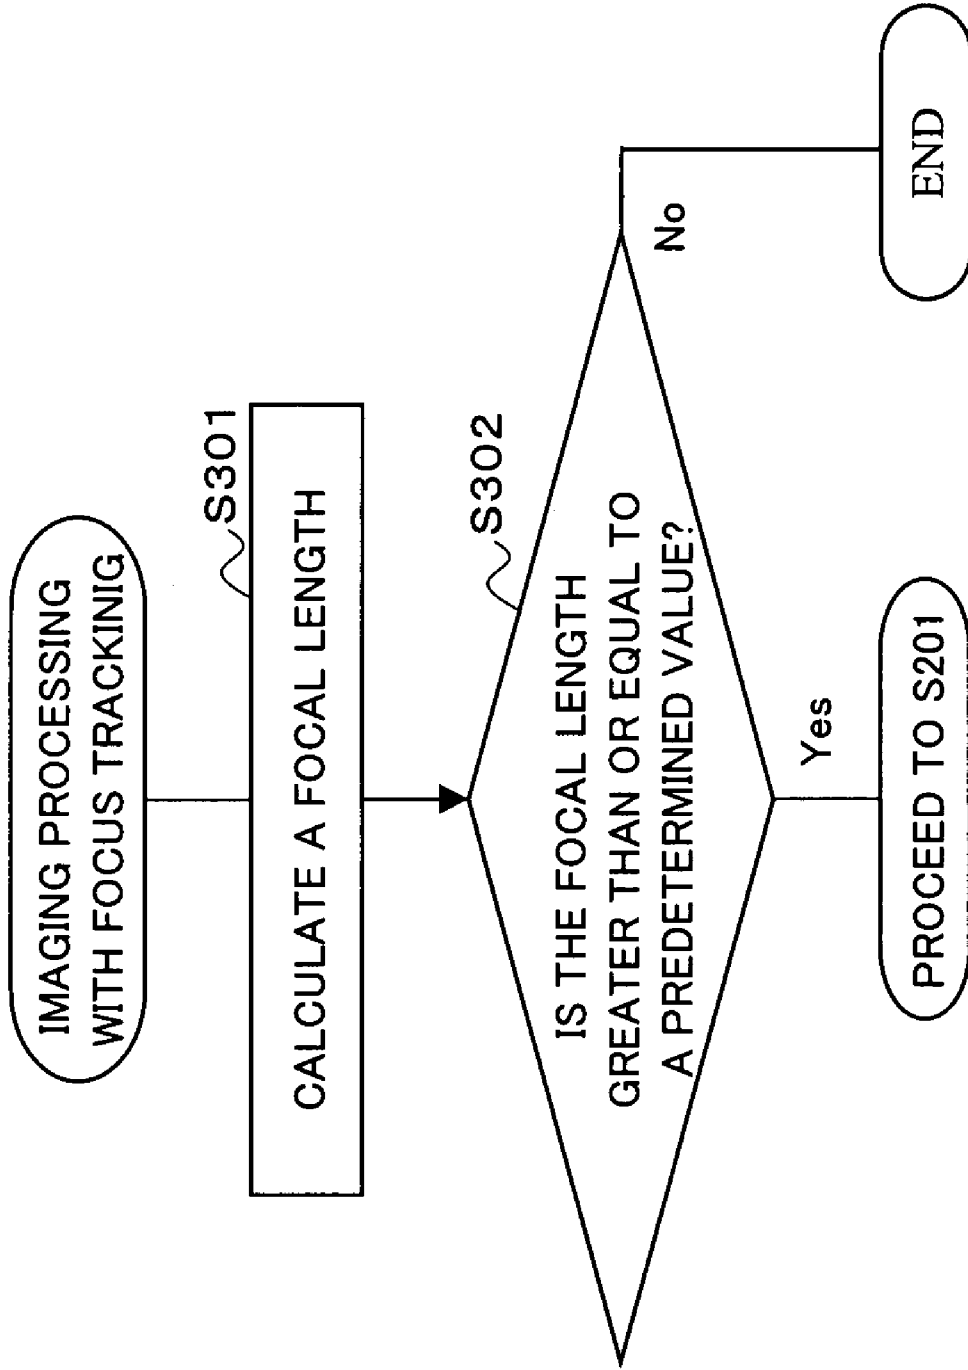 IMAGING PROCESSING
WITH FOCUS TRACKINIG
S301
CALCULATE A FOCAL LENGTH
S302
IS THE FOCAL LENGTH
GREATER THAN OR EQUAL TO
A PREDETERMINED VALUE?
No
Yes
PROCEED TO S201
END